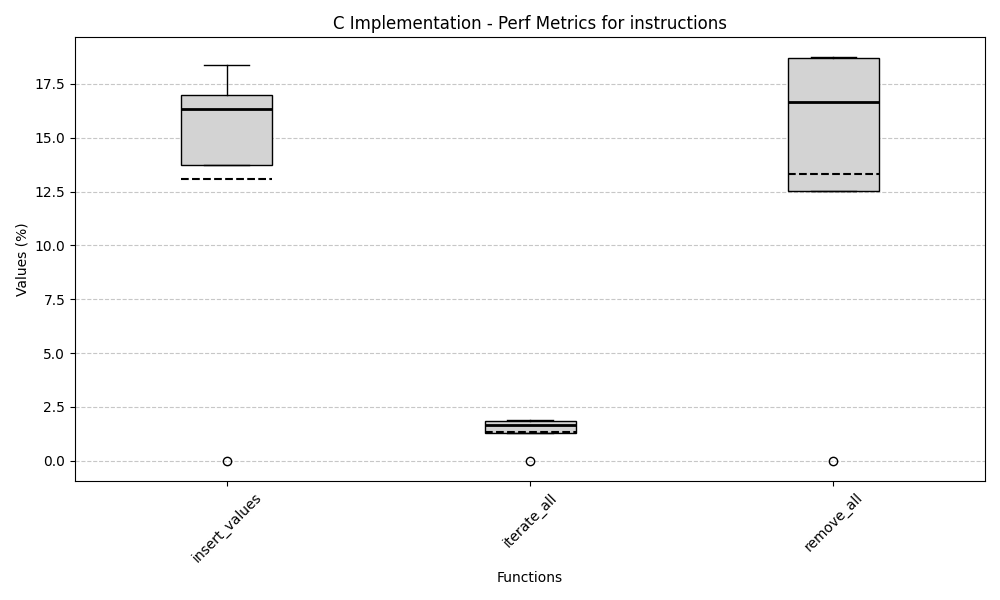 C Implementation - Perf Metrics for instructions
Values (%)
17.5
15.0
12.5
10.0
7.5
5.0
2.5
0.0
insert_values
iterate_all
remove_all
Functions